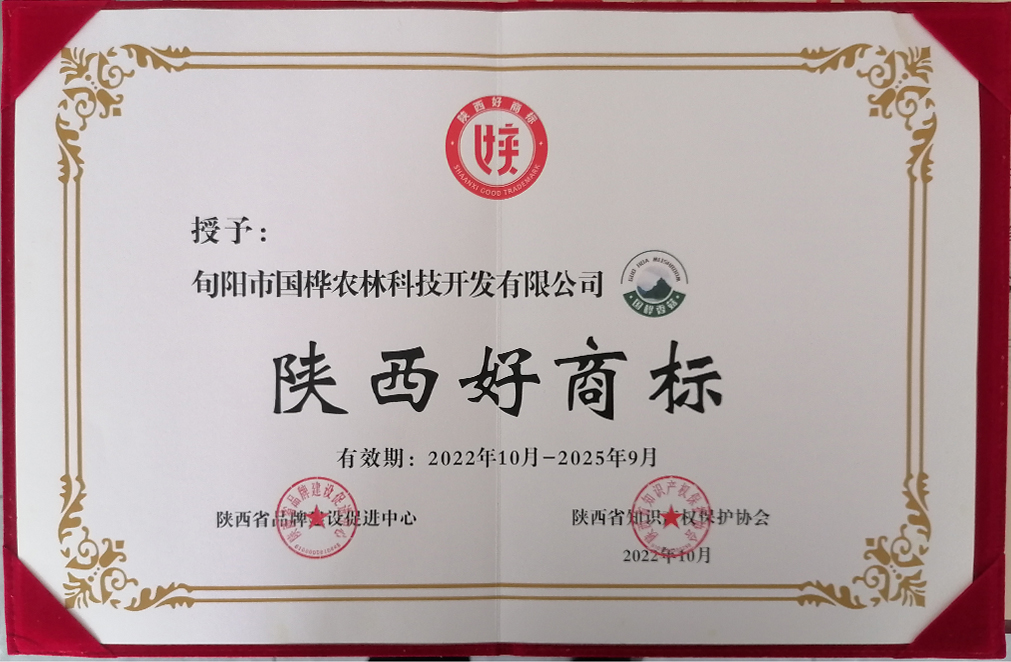 陕西好商标
SHAANXI GOOD TRADEMARK
授予：
旬阳市国桦农林科技开发有限公司
陕西好商标
有效期：2022年10月-2025年9月
陕西省品牌建设促进中心
陕西省知识产权保护协会
2022年10月